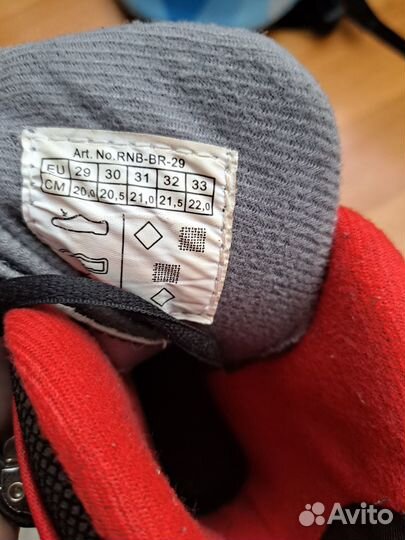 Art. No.RNB-BR-29
EU 29 30 31 32 33
CM 20,0 20,5 21,0 21,5 22,0
Avito